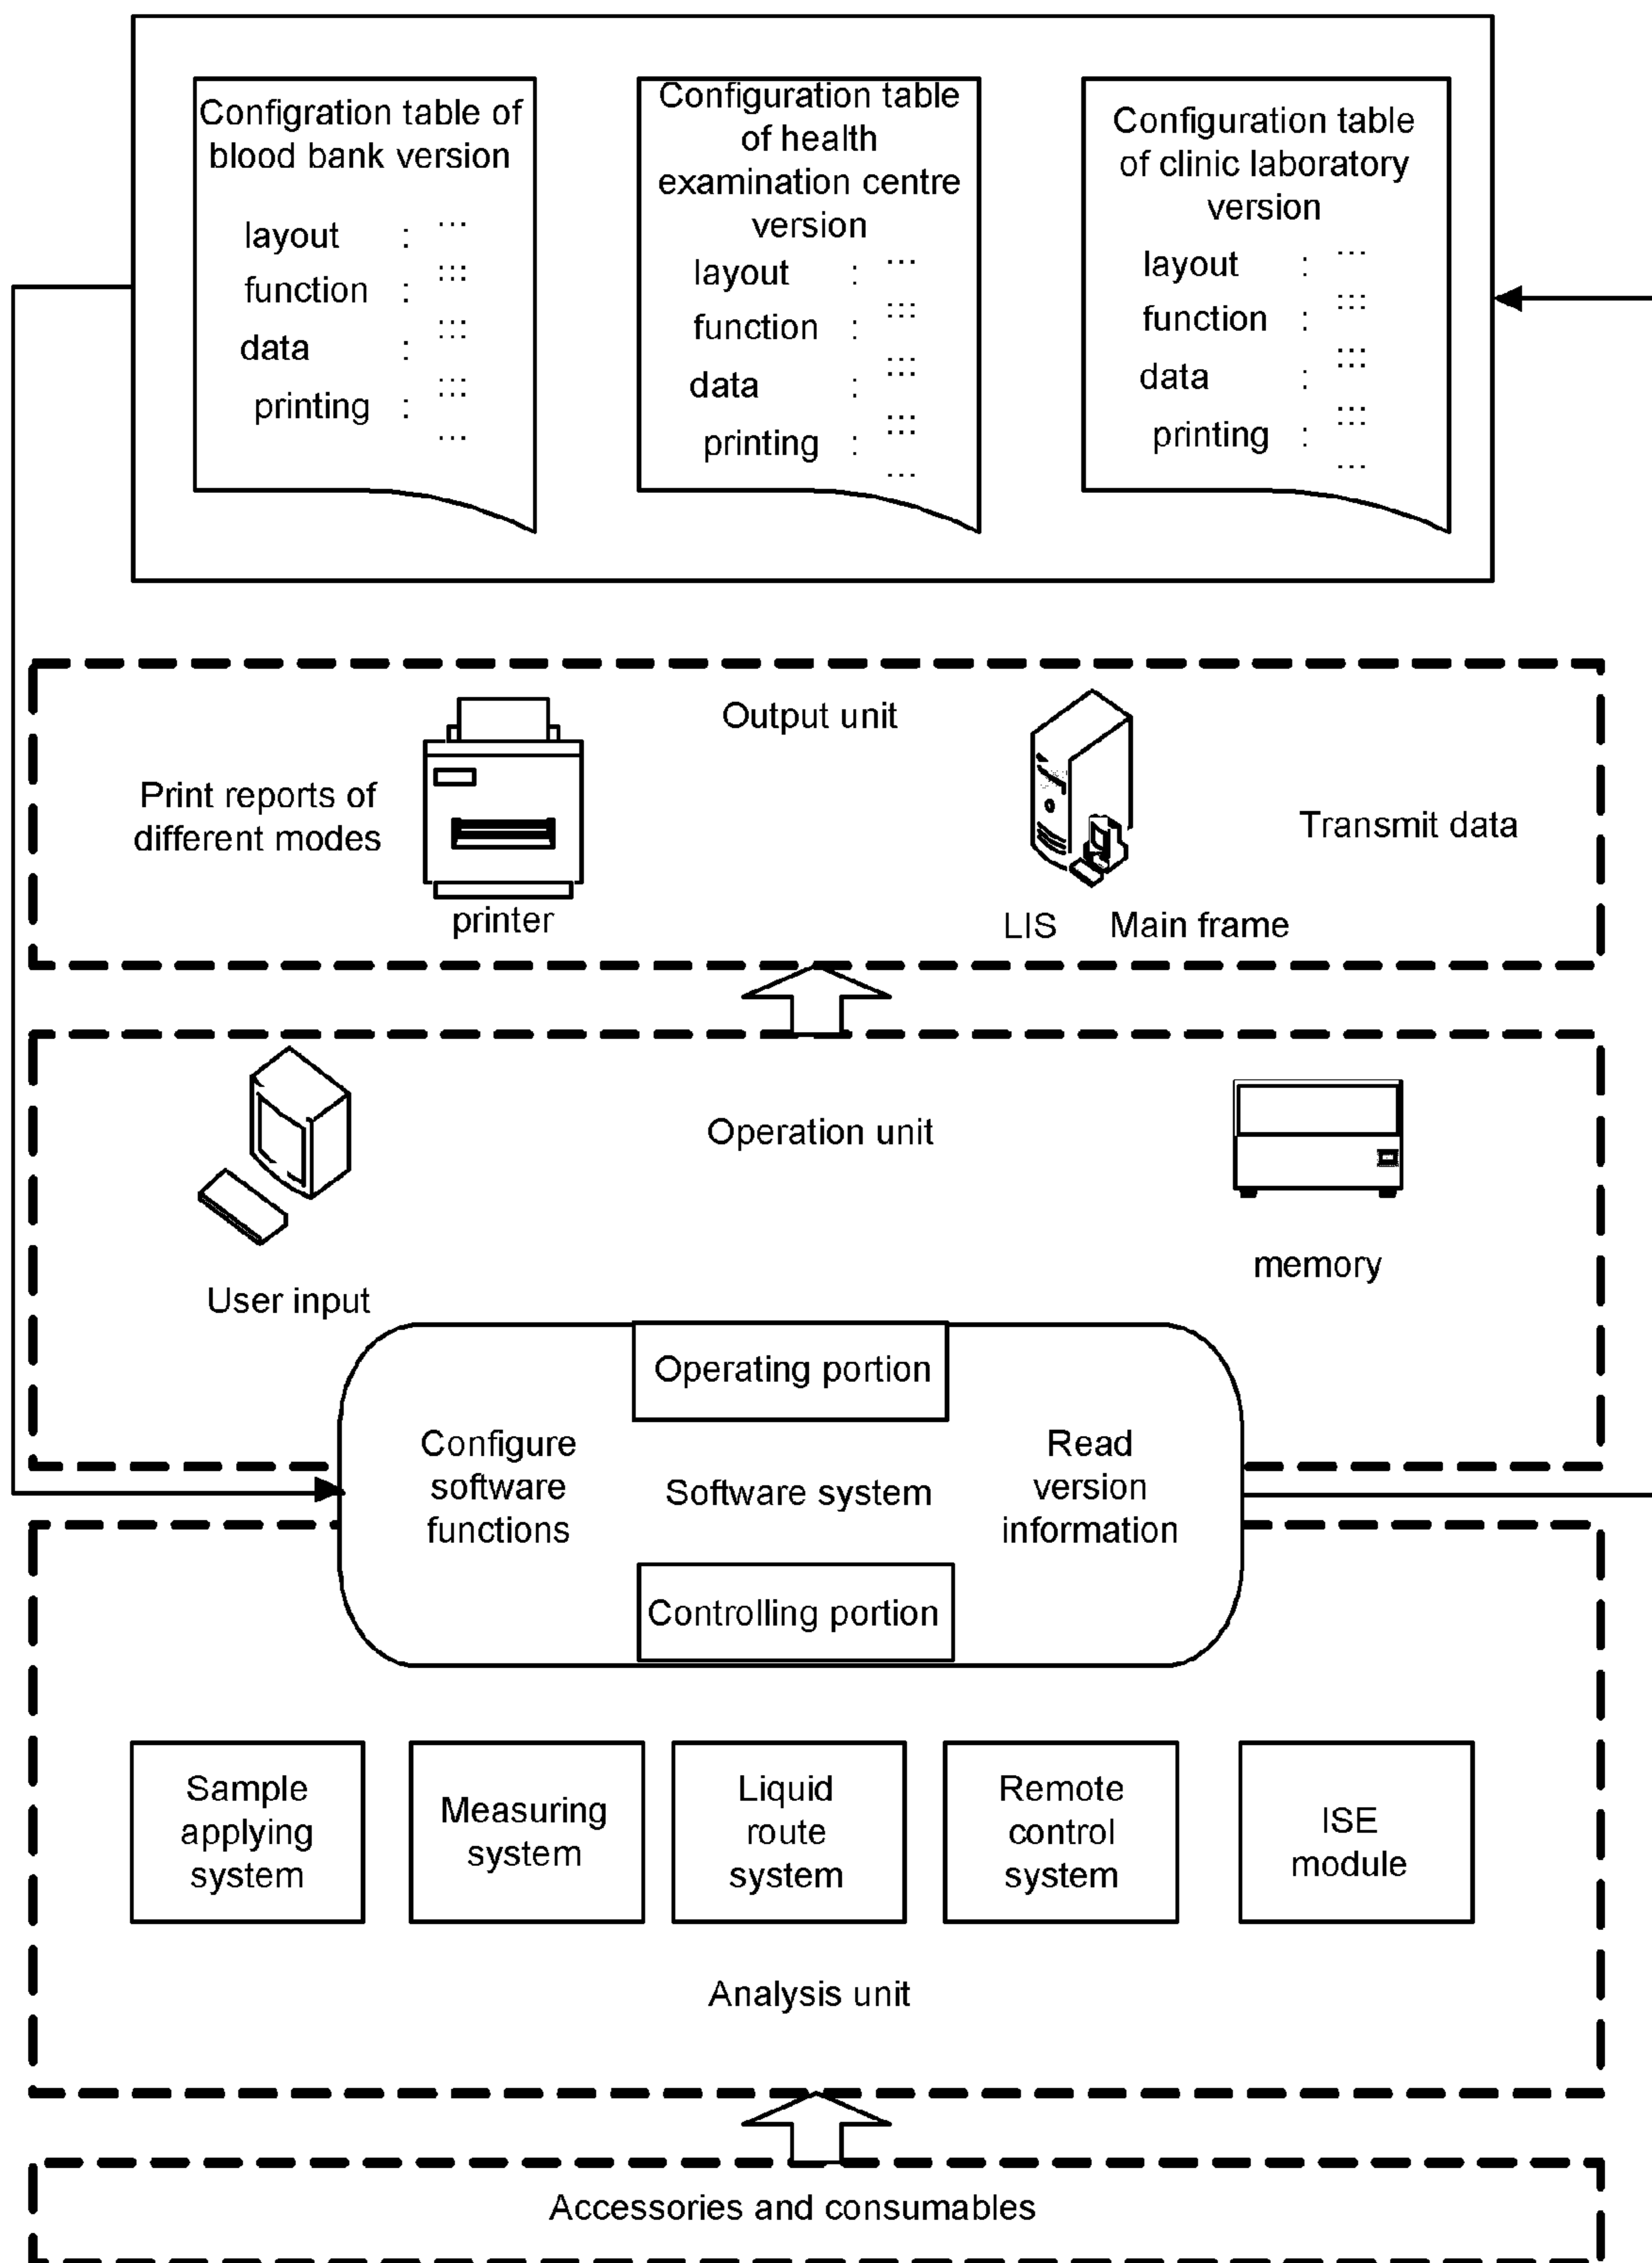 Configration table of
blood bank version
layout : ...
function : :::
data : :::
printing : :::
...
Configuration table
of health
examination centre
version
layout : ...
function : :::
data : :::
printing : :::
...
Configuration table
of clinic laboratory
version
layout : ...
function : :::
data : :::
printing : :::
...
Output unit
Print reports of
different modes
printer
LIS Main frame
Transmit data
Operation unit
User input
memory
Operating portion
Configure
software
functions
Software system
Read
version
information
Controlling portion
Sample
applying
system
Measuring
system
Liquid
route
system
Remote
control
system
ISE
module
Analysis unit
Accessories and consumables